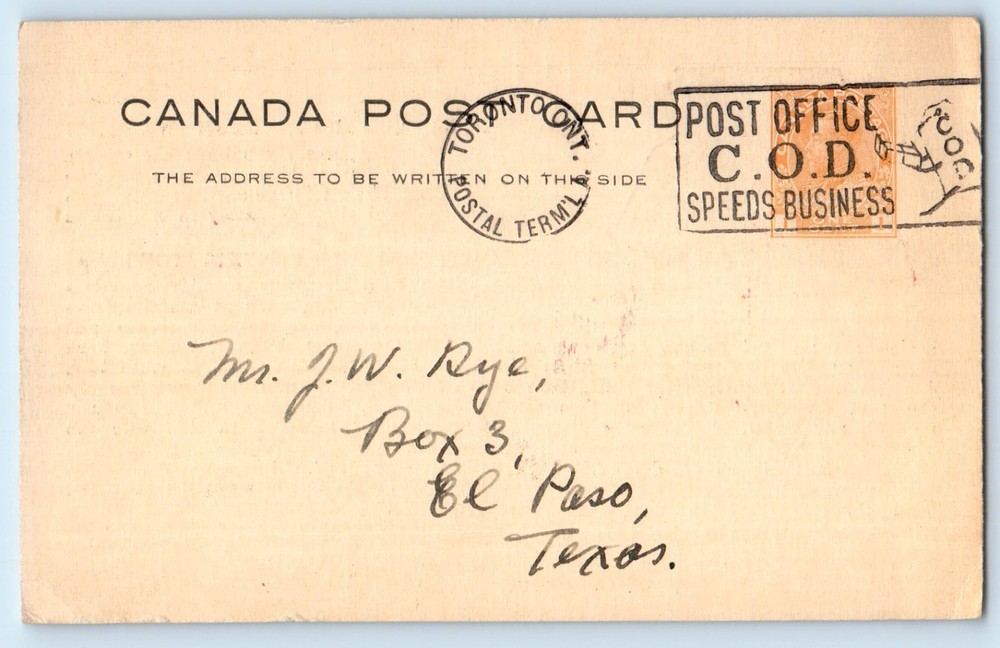 CANADA POST CARD
THE ADDRESS TO BE WRITTEN ON THIS SIDE
TORONTO ONT.
POSTAL TERM'L A.
POST OFFICE
C.O.D.
SPEEDS BUSINESS
COD
Mr. J. W. Rye,
Box 3,
El Paso,
Texas.